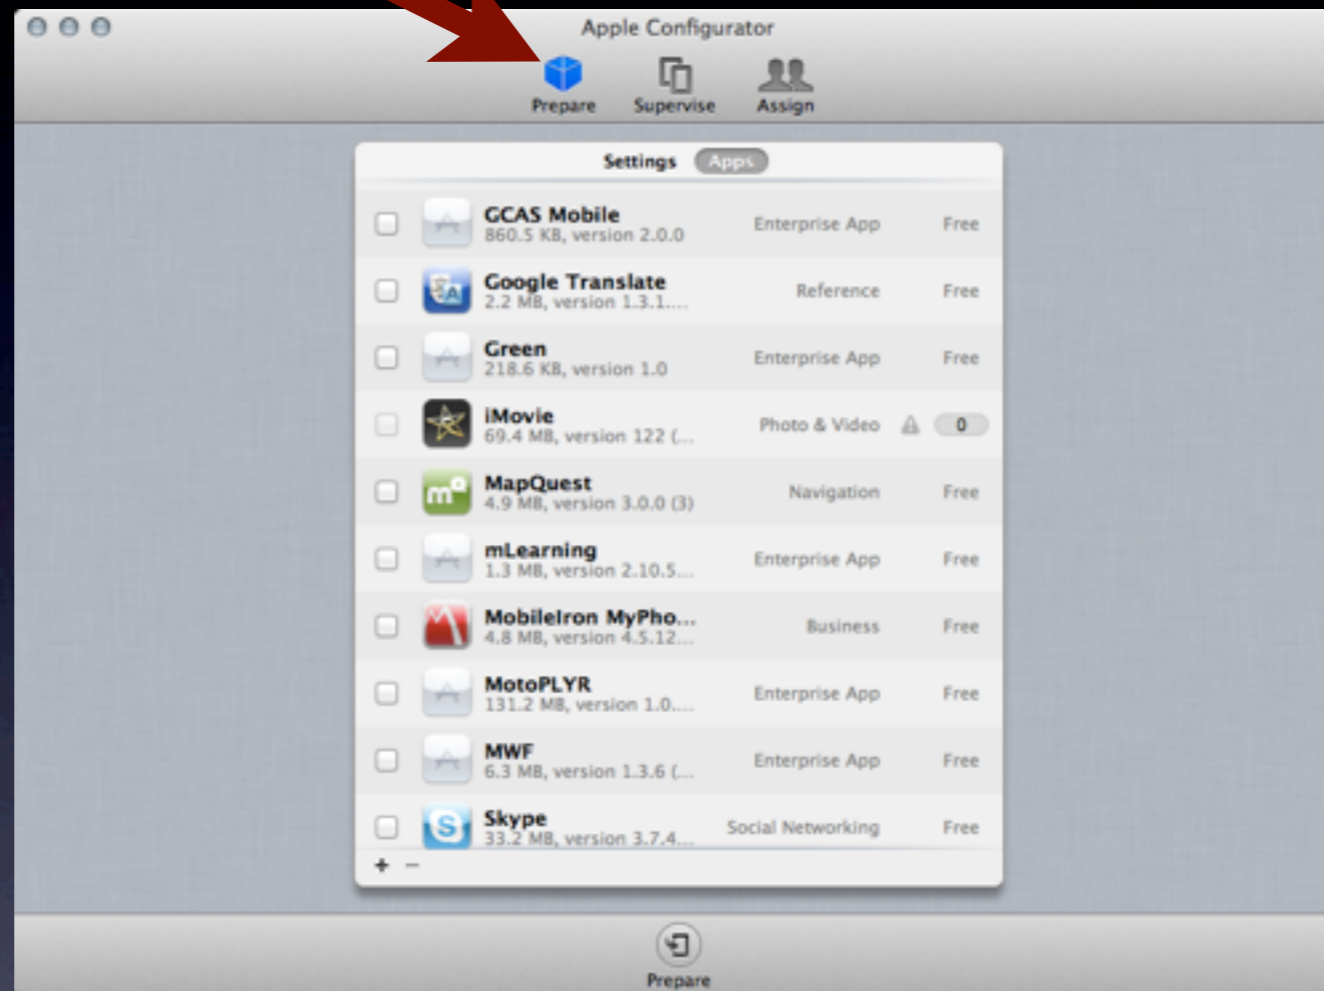 Apple Configurator
Prepare Supervise Assign
Settings Apps
GCAS Mobile
860.5 KB, version 2.0.0 Enterprise App Free
Google Translate
2.2 MB, version 1.3.1.... Reference Free
Green
218.6 KB, version 1.0 Enterprise App Free
iMovie
69.4 MB, version 122 (... Photo & Video 0
MapQuest
4.9 MB, version 3.0.0 (3) Navigation Free
mLearning
1.3 MB, version 2.10.5... Enterprise App Free
MobileIron MyPho...
4.8 MB, version 4.5.12... Business Free
MotoPLYR
131.2 MB, version 1.0.... Enterprise App Free
MWF
6.3 MB, version 1.3.6 (... Enterprise App Free
Skype
33.2 MB, version 3.7.4... Social Networking Free
+ −
Prepare